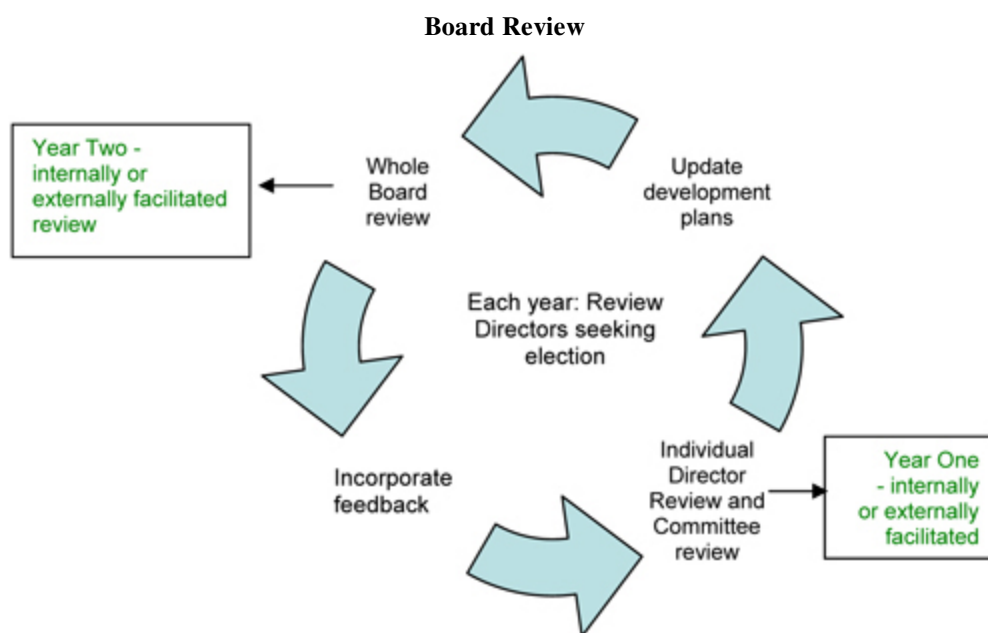 Board Review
Year Two -
internally or
externally facilitated
review
Whole
Board
review
Update
development
plans
Each year: Review
Directors seeking
election
Incorporate
feedback
Individual
Director
Review and
Committee
review
Year One
- internally
or externally
facilitated